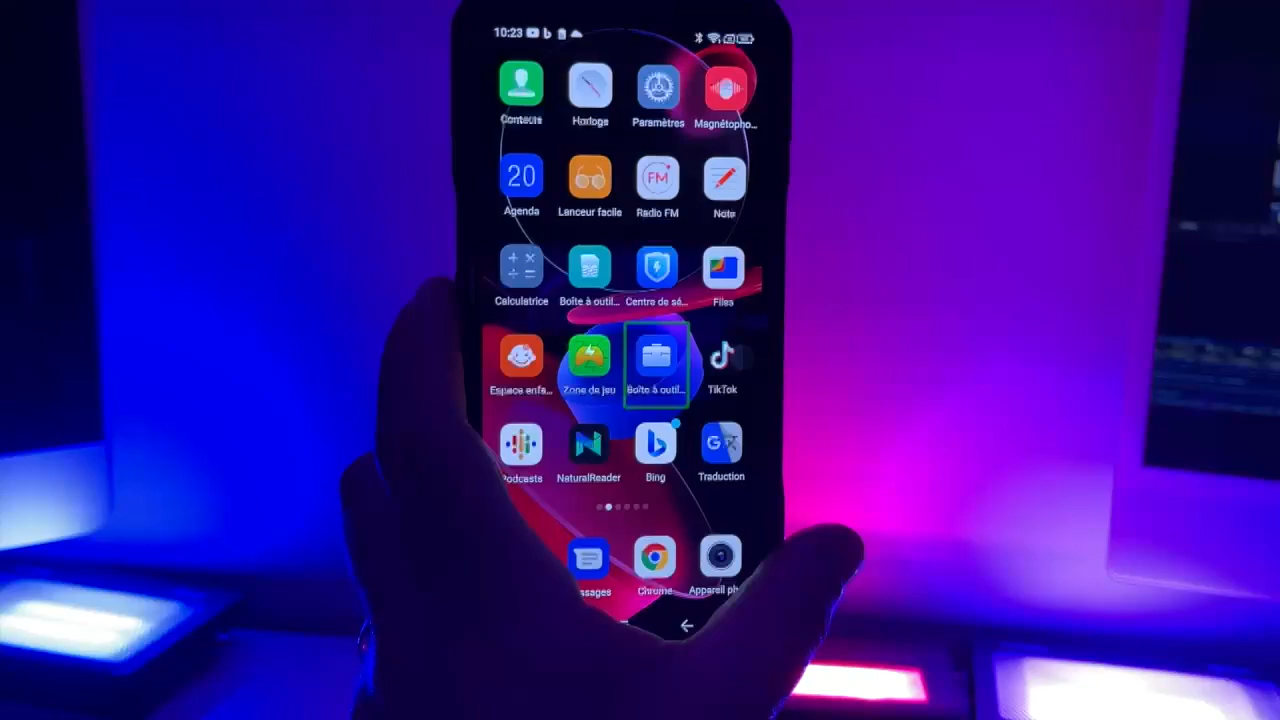 10:23
Contacts Horloge Paramètres Magnétopho...
20
FM
Agenda Lanceur facile Radio FM Note
Calculatrice Boîte à outil... Centre de sé... Files
Espace enfa... Zone de jeu Boîte à outil... TikTok
G
Podcasts NaturalReader Bing Traduction
ssages Chrome Appareil ph